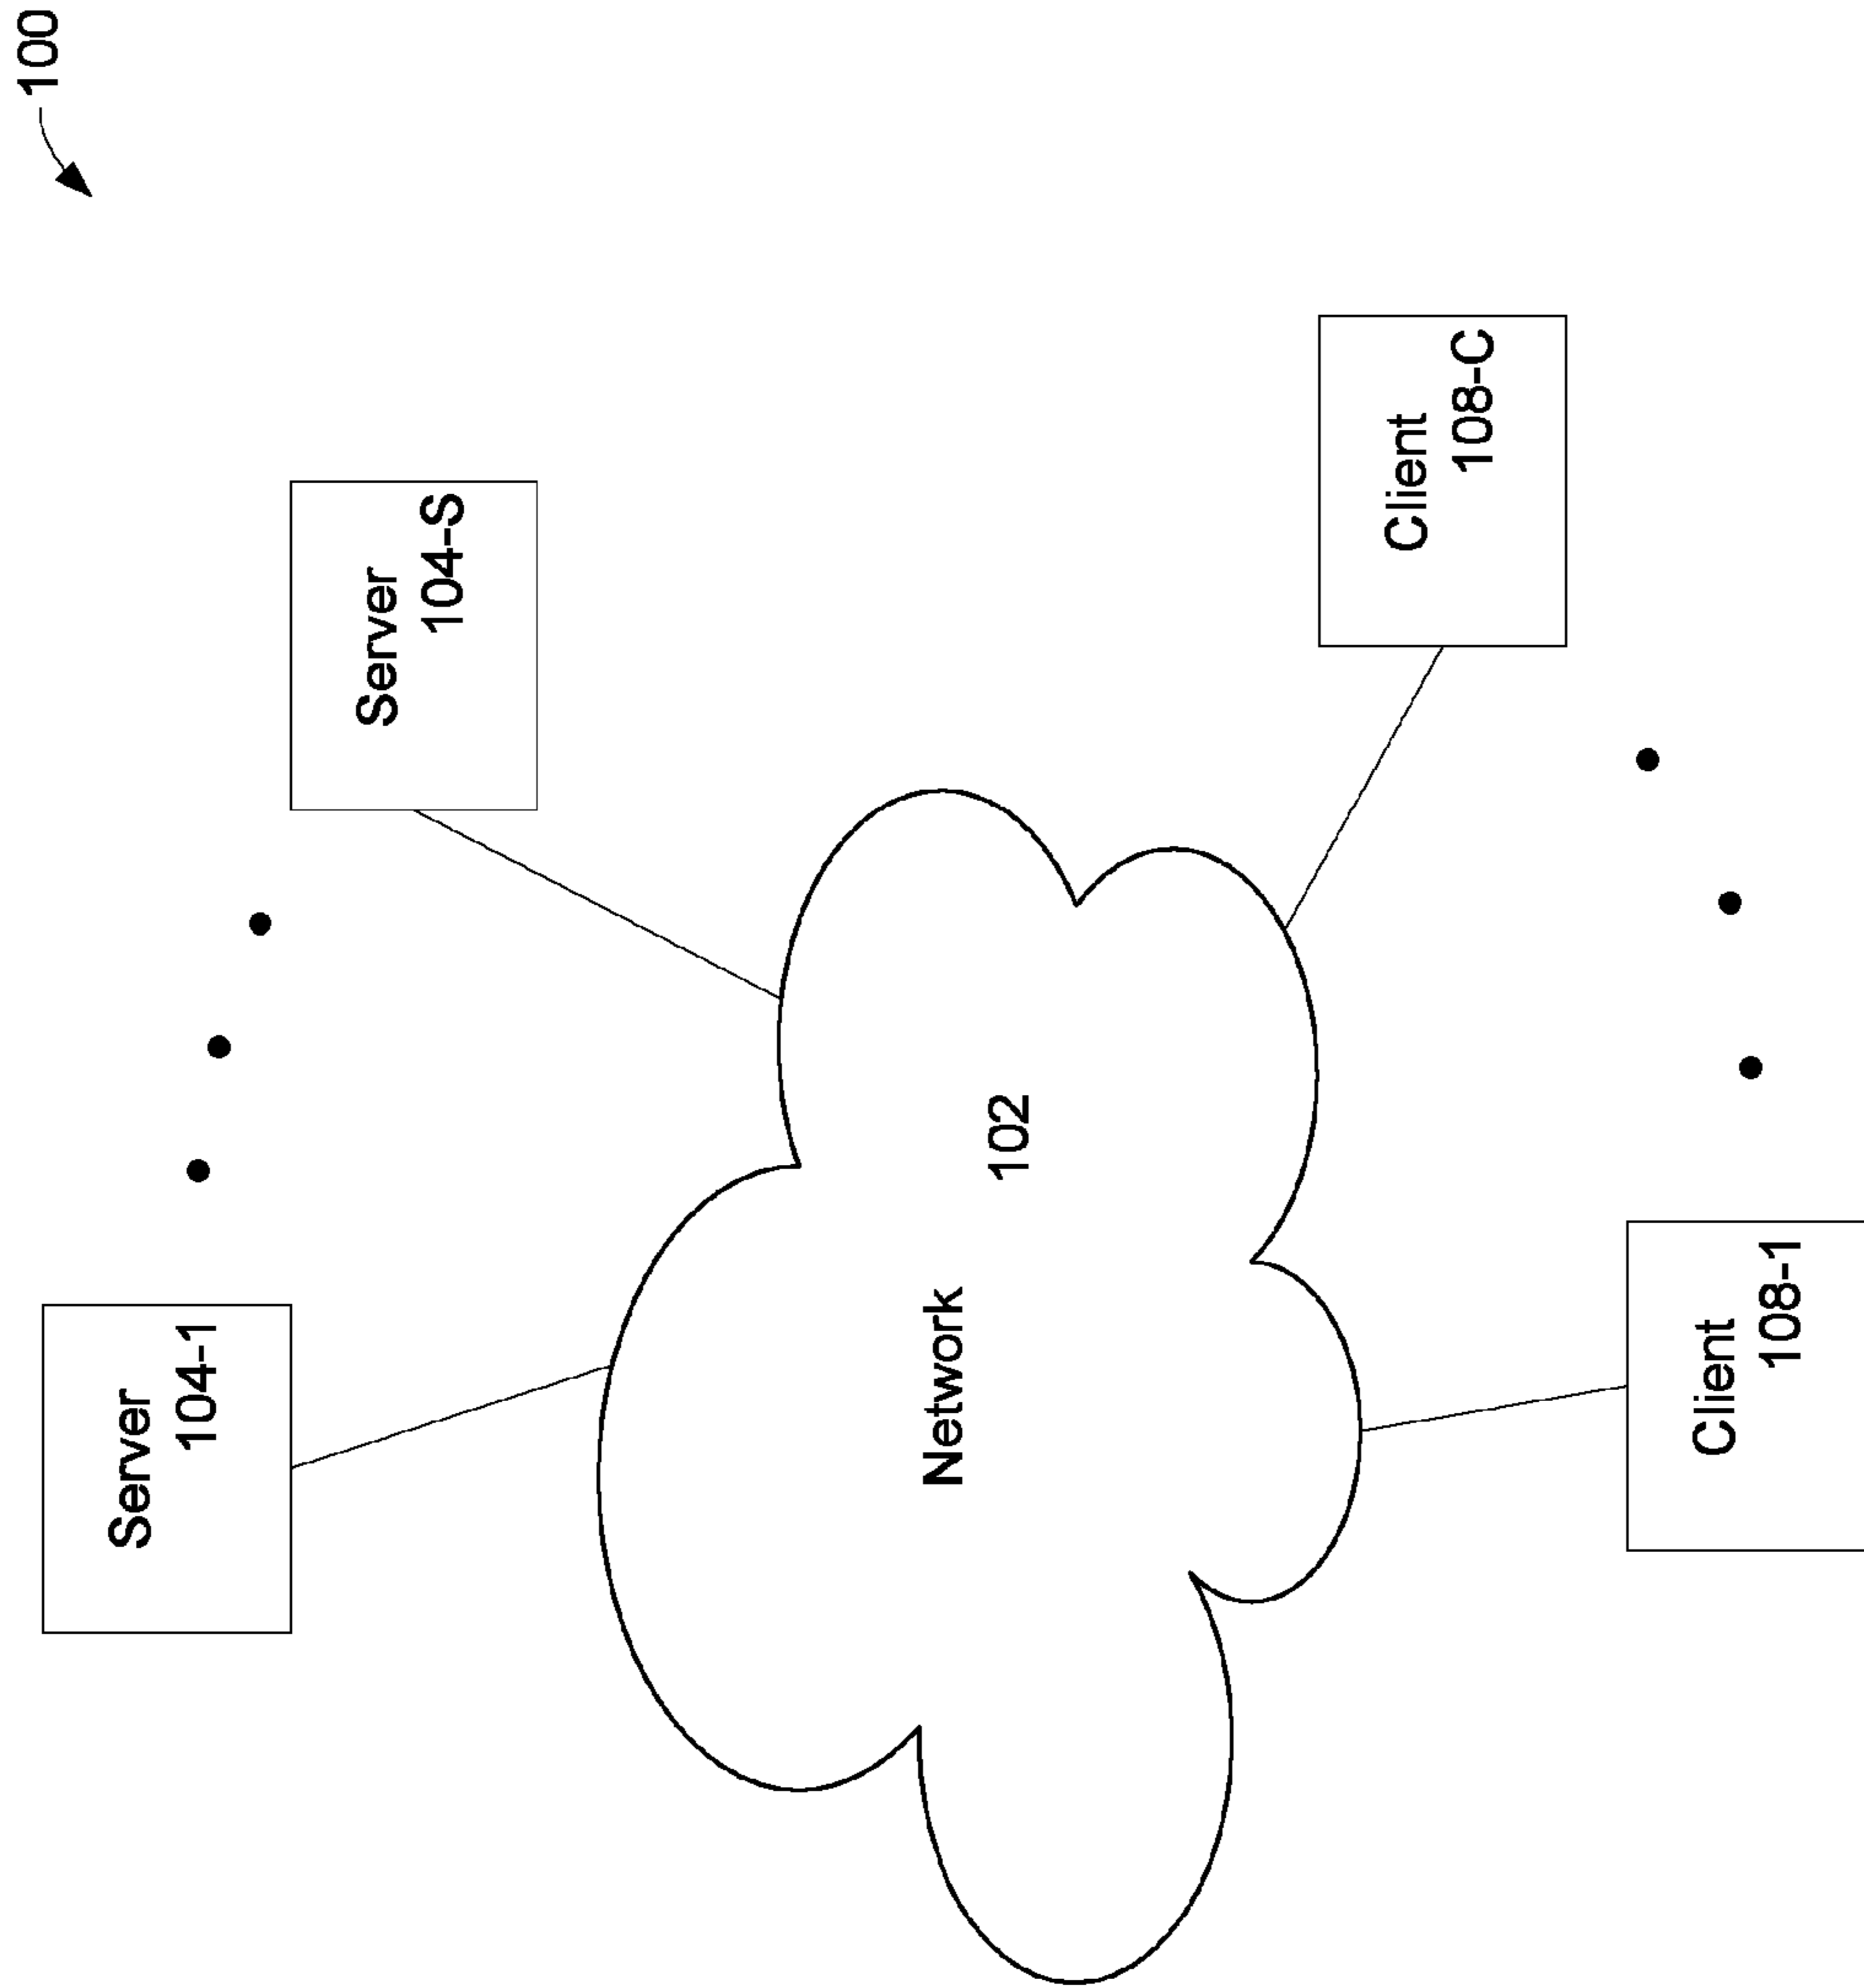 100
Server
104-1
Server
104-S
Network
102
Client
108-1
Client
108-C